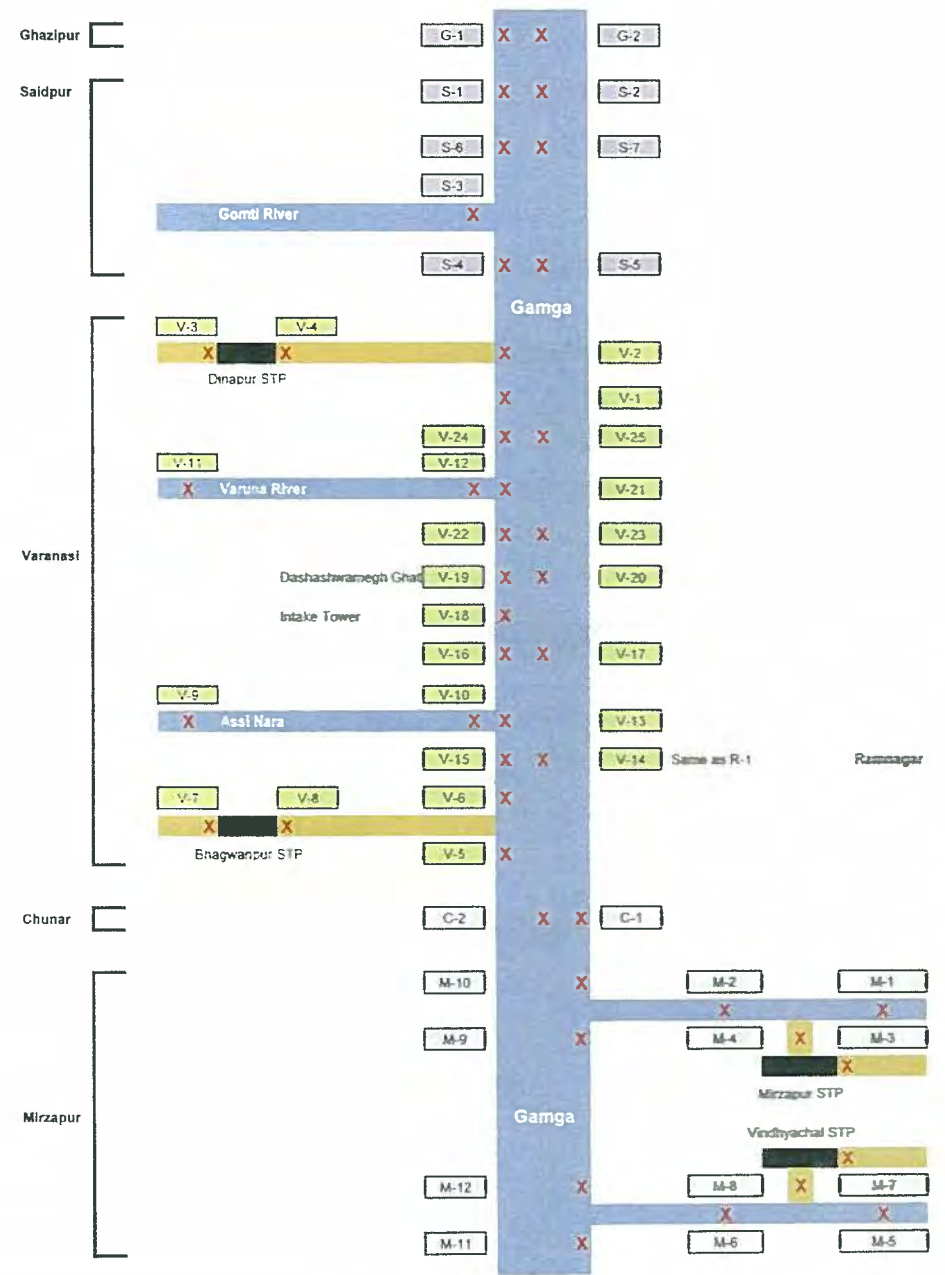 Ghazipur G-1 X X G-2
Saidpur S-1 X X S-2
S-6 X X S-7
S-3
Gomti River X
S-4 X X S-5
Gamga
V-3 V-4
X X X V-2
Dinapur STP
X V-1
V-24 X X V-25
V-11 V-12
X Varuna River X X V-21
V-22 X X V-23
Varanasi
Dashashwamegh Ghat V-19 X X V-20
Intake Tower V-18 X
V-16 X X V-17
V-9 V-10
X Assi Nara X X V-13
V-15 X X V-14 Same as R-1 Ramnagar
V-7 V-8 V-6 X
X X
Bhagwanpur STP V-5 X
Chunar C-2 X X C-1
M-10 X M-2 M-1
X X
M-9 X M-4 X M-3
X
Mirzapur STP
Mirzapur Gamga
Vindhyachal STP
X
M-12 X M-8 X M-7
X X
M-11 X M-6 M-5